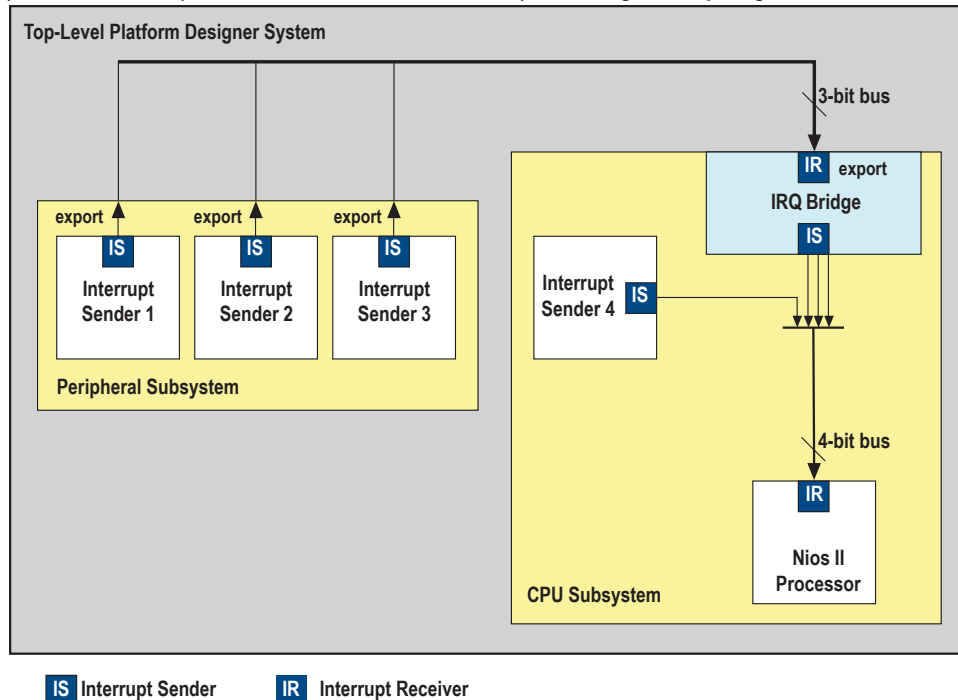 Top-Level Platform Designer System
3-bit bus
IR export
IRQ Bridge
IS
export export export
IS IS IS
Interrupt
Sender 1
Interrupt
Sender 2
Interrupt
Sender 3
Peripheral Subsystem
Interrupt
Sender 4
IS
4-bit bus
IR
Nios II
Processor
CPU Subsystem
IS Interrupt Sender
IR Interrupt Receiver